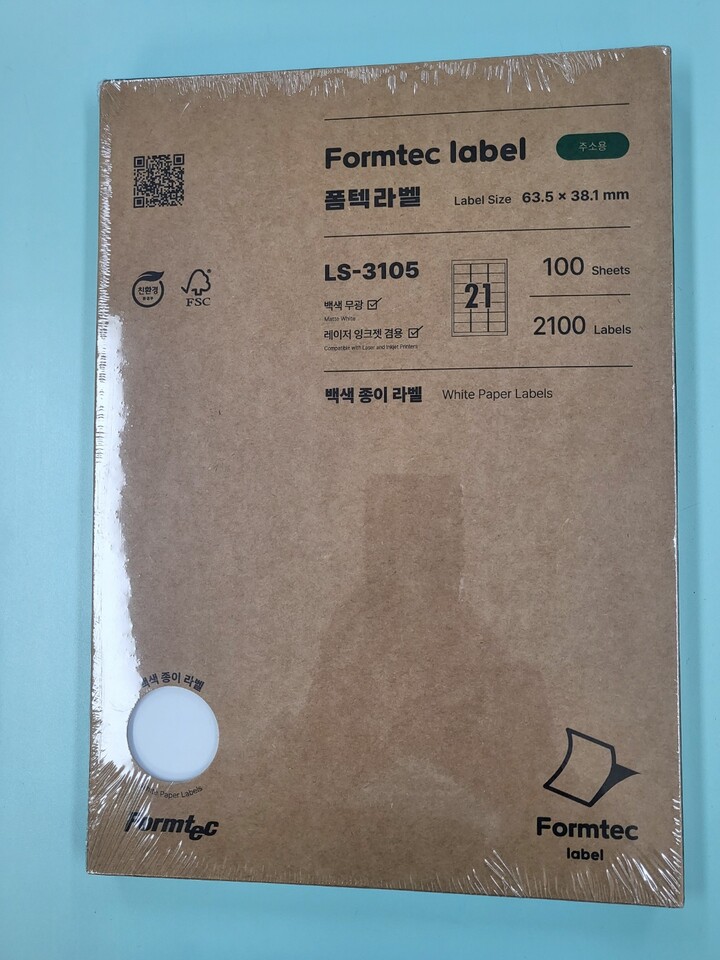 Formtec label
주소용
폼텍라벨
Label Size 63.5 × 38.1 mm
친환경
FSC
LS-3105
백색 무광
Matte White
레이저 잉크젯 겸용
Compatible with Laser and Inkjet Printers
21
100 Sheets
2100 Labels
백색 종이 라벨 White Paper Labels
백색 종이 라벨
Paper Labels
Formtec
Formtec
label